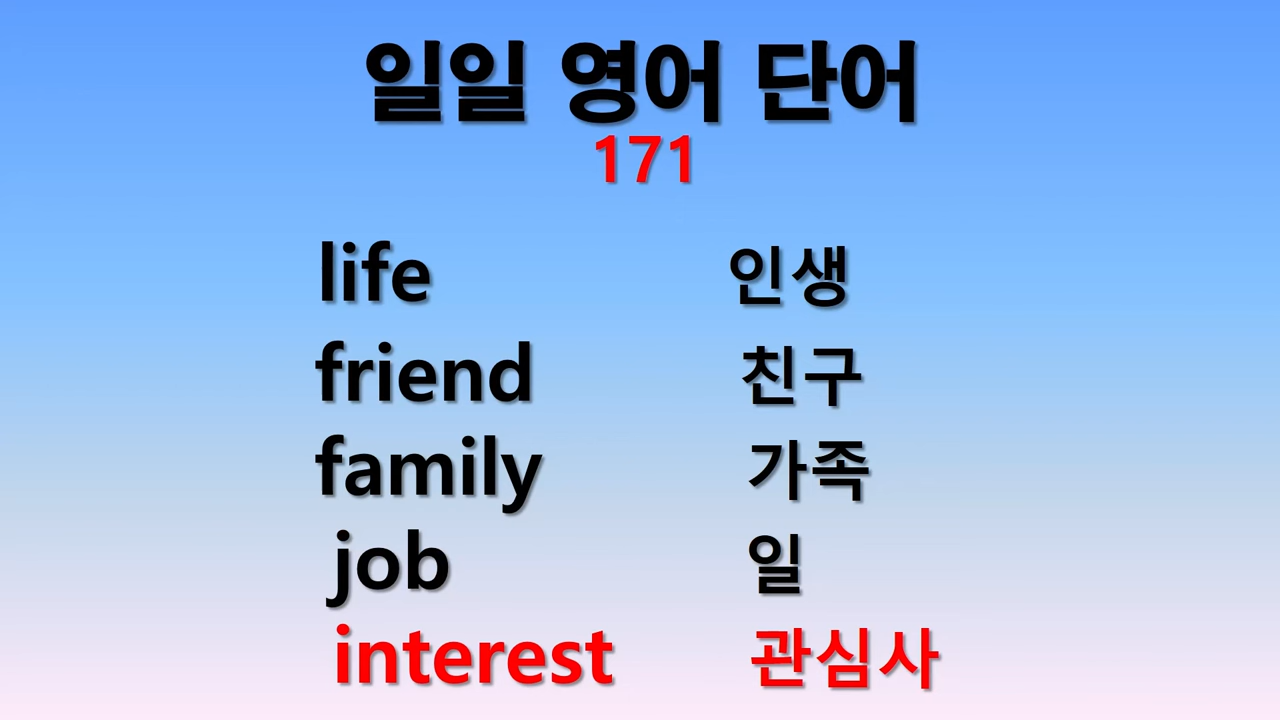 일일 영어 단어
171
life 인생
friend 친구
family 가족
job 일
interest 관심사